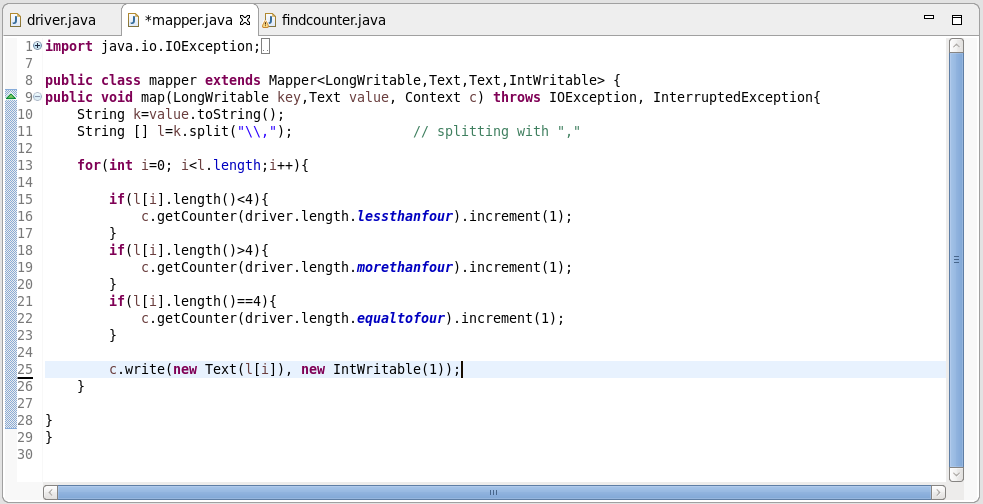 driver.java *mapper.java findcounter.java
1 import java.io.IOException;
7
8 public class mapper extends Mapper<LongWritable,Text,Text,IntWritable> {
9 public void map(LongWritable key,Text value, Context c) throws IOException, InterruptedException{
10     String k=value.toString();
11     String [] l=k.split("\\,");               // splitting with ","
12
13     for(int i=0; i<l.length;i++){
14
15         if(l[i].length()<4){
16             c.getCounter(driver.length.lessthanfour).increment(1);
17         }
18         if(l[i].length()>4){
19             c.getCounter(driver.length.morethanfour).increment(1);
20         }
21         if(l[i].length()==4){
22             c.getCounter(driver.length.equaltofour).increment(1);
23         }
24
25         c.write(new Text(l[i]), new IntWritable(1));
26     }
27
28 }
29 }
30